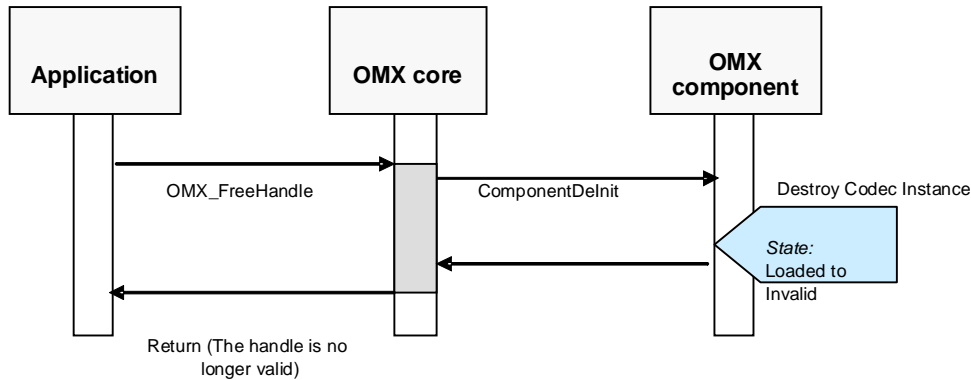 Application
OMX core
OMX
component
OMX_FreeHandle
ComponentDeInit
Destroy Codec Instance
State:
Loaded to
Invalid
Return (The handle is no
longer valid)